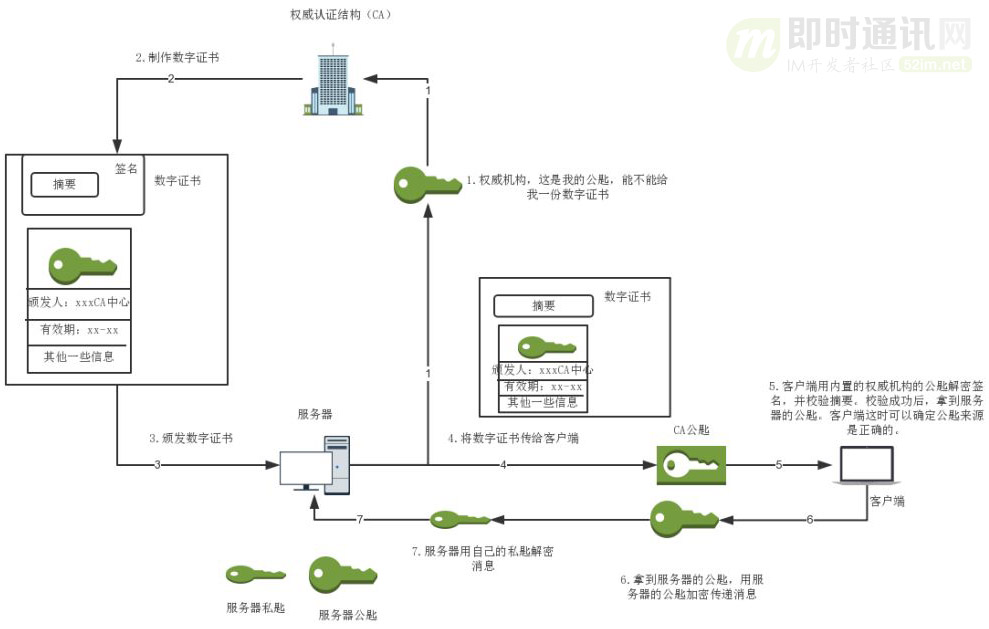 权威认证结构（CA）
即时通讯网
IM开发者社区 52im.net
2.制作数字证书
2
1
签名
摘要
数字证书
1.权威机构，这是我的公匙，能不能给
我一份数字证书
颁发人：xxxCA中心
有效期：xx-xx
其他一些信息
数字证书
摘要
颁发人：xxxCA中心
有效期：xx-xx
其他一些信息
1
5.客户端用内置的权威机构的公匙解密签
名，并校验摘要。校验成功后，拿到服务
器的公匙。客户端这时可以确定公匙来源
是正确的。
服务器
3.颁发数字证书
4.将数字证书传给客户端
CA公匙
3
4
5
客户端
7
6
7.服务器用自己的私匙解密
消息
6.拿到服务器的公匙，用服
务器的公匙加密传递消息
服务器私匙
服务器公匙